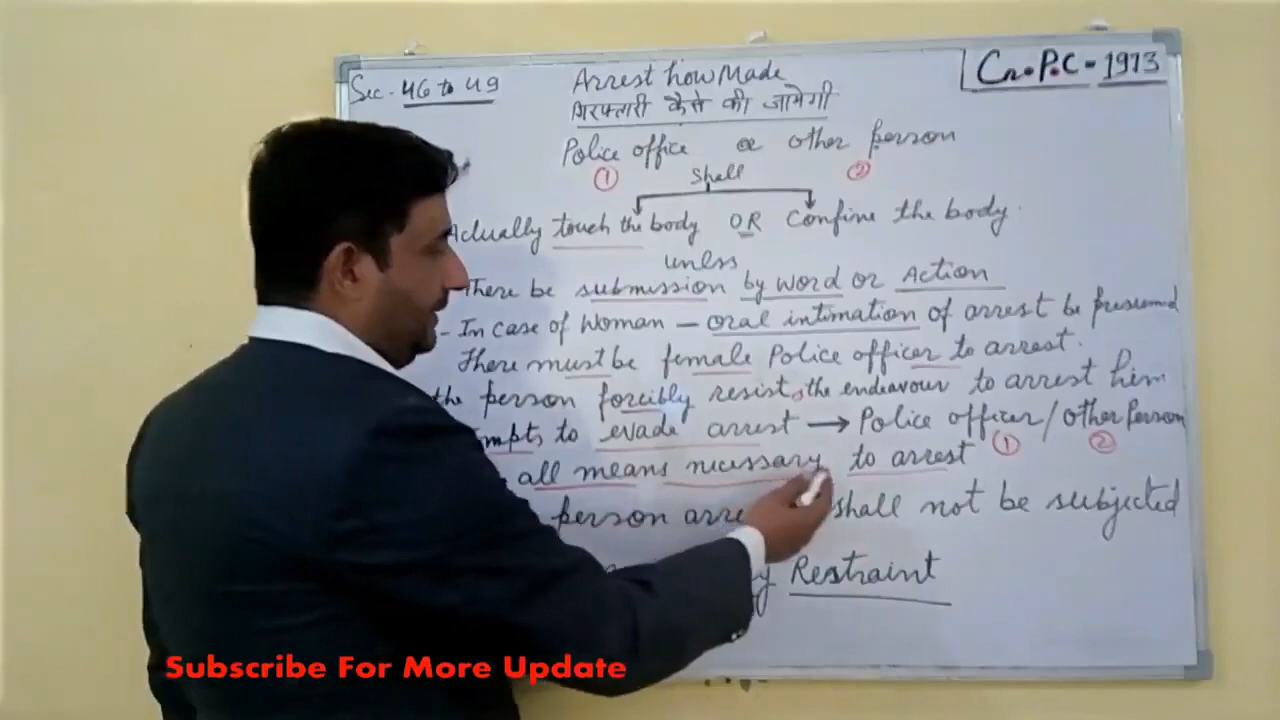 Sec. 46 to 49
Arrest how Made
Cr.P.C - 1973
गिरफ्तारी कैसे की जायेगी
Police office or other person
① ②
Shall
Actually touch the body OR Confine the body
unless
There be submission by word or Action
- In case of Woman - oral intimation of arrest be presumed
There must be female Police officer to arrest.
the person forcibly resists the endeavour to arrest him
to evade arrest → Police officer / other Person
① ②
all means necessary to arrest
person shall not be subjected
Restraint
Subscribe For More Update